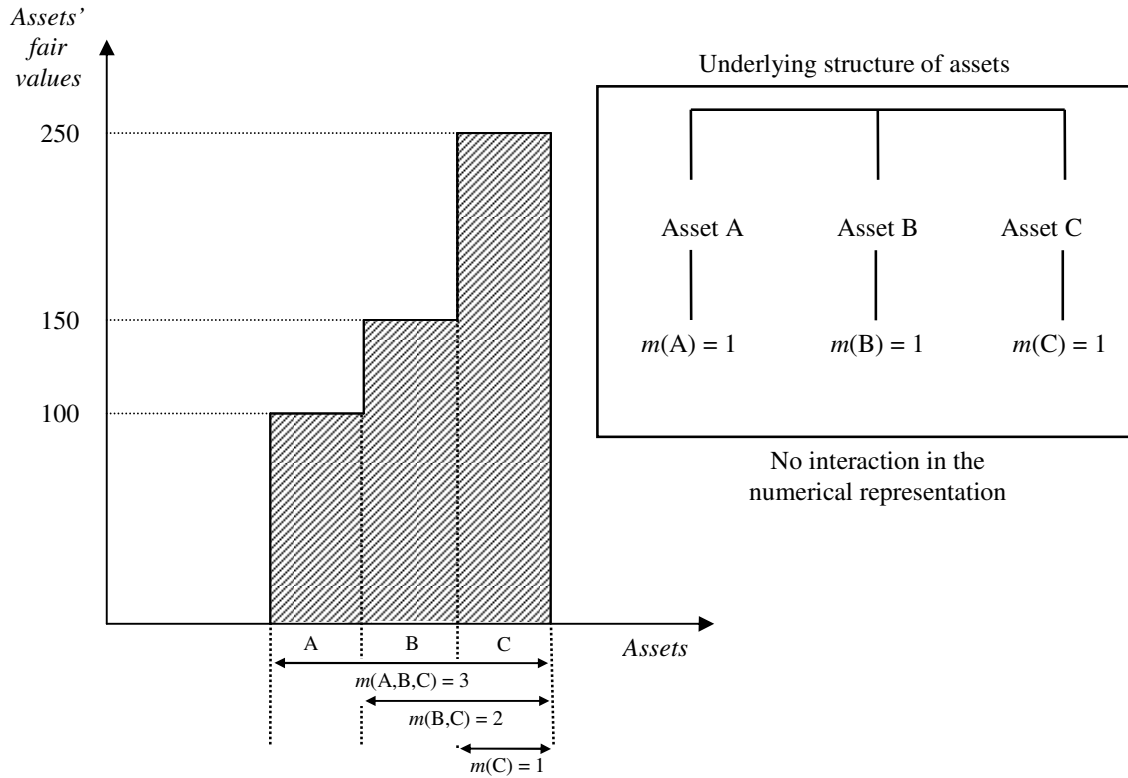 Assets’
fair
values
250
150
100
A B C
Assets
m(A,B,C) = 3
m(B,C) = 2
m(C) = 1
Underlying structure of assets
Asset A Asset B Asset C
m(A) = 1 m(B) = 1 m(C) = 1
No interaction in the
numerical representation